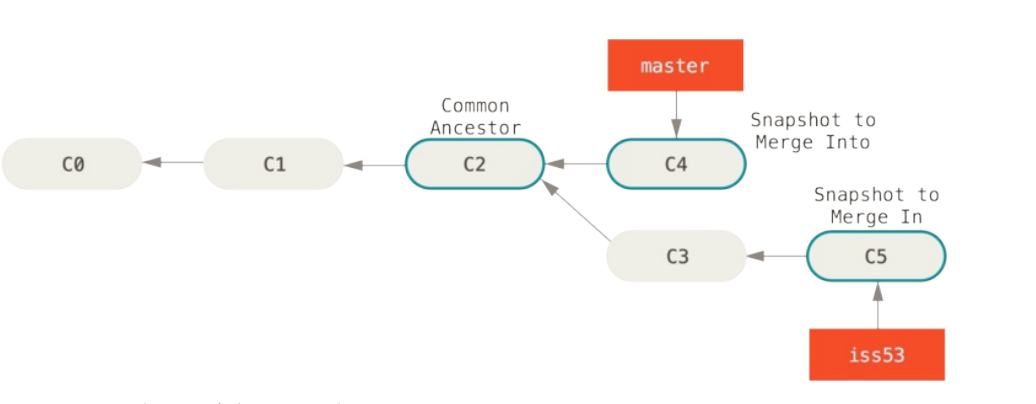 master
Common
Ancestor
Snapshot to
Merge Into
C0
C1
C2
C4
Snapshot to
Merge In
C3
C5
iss53